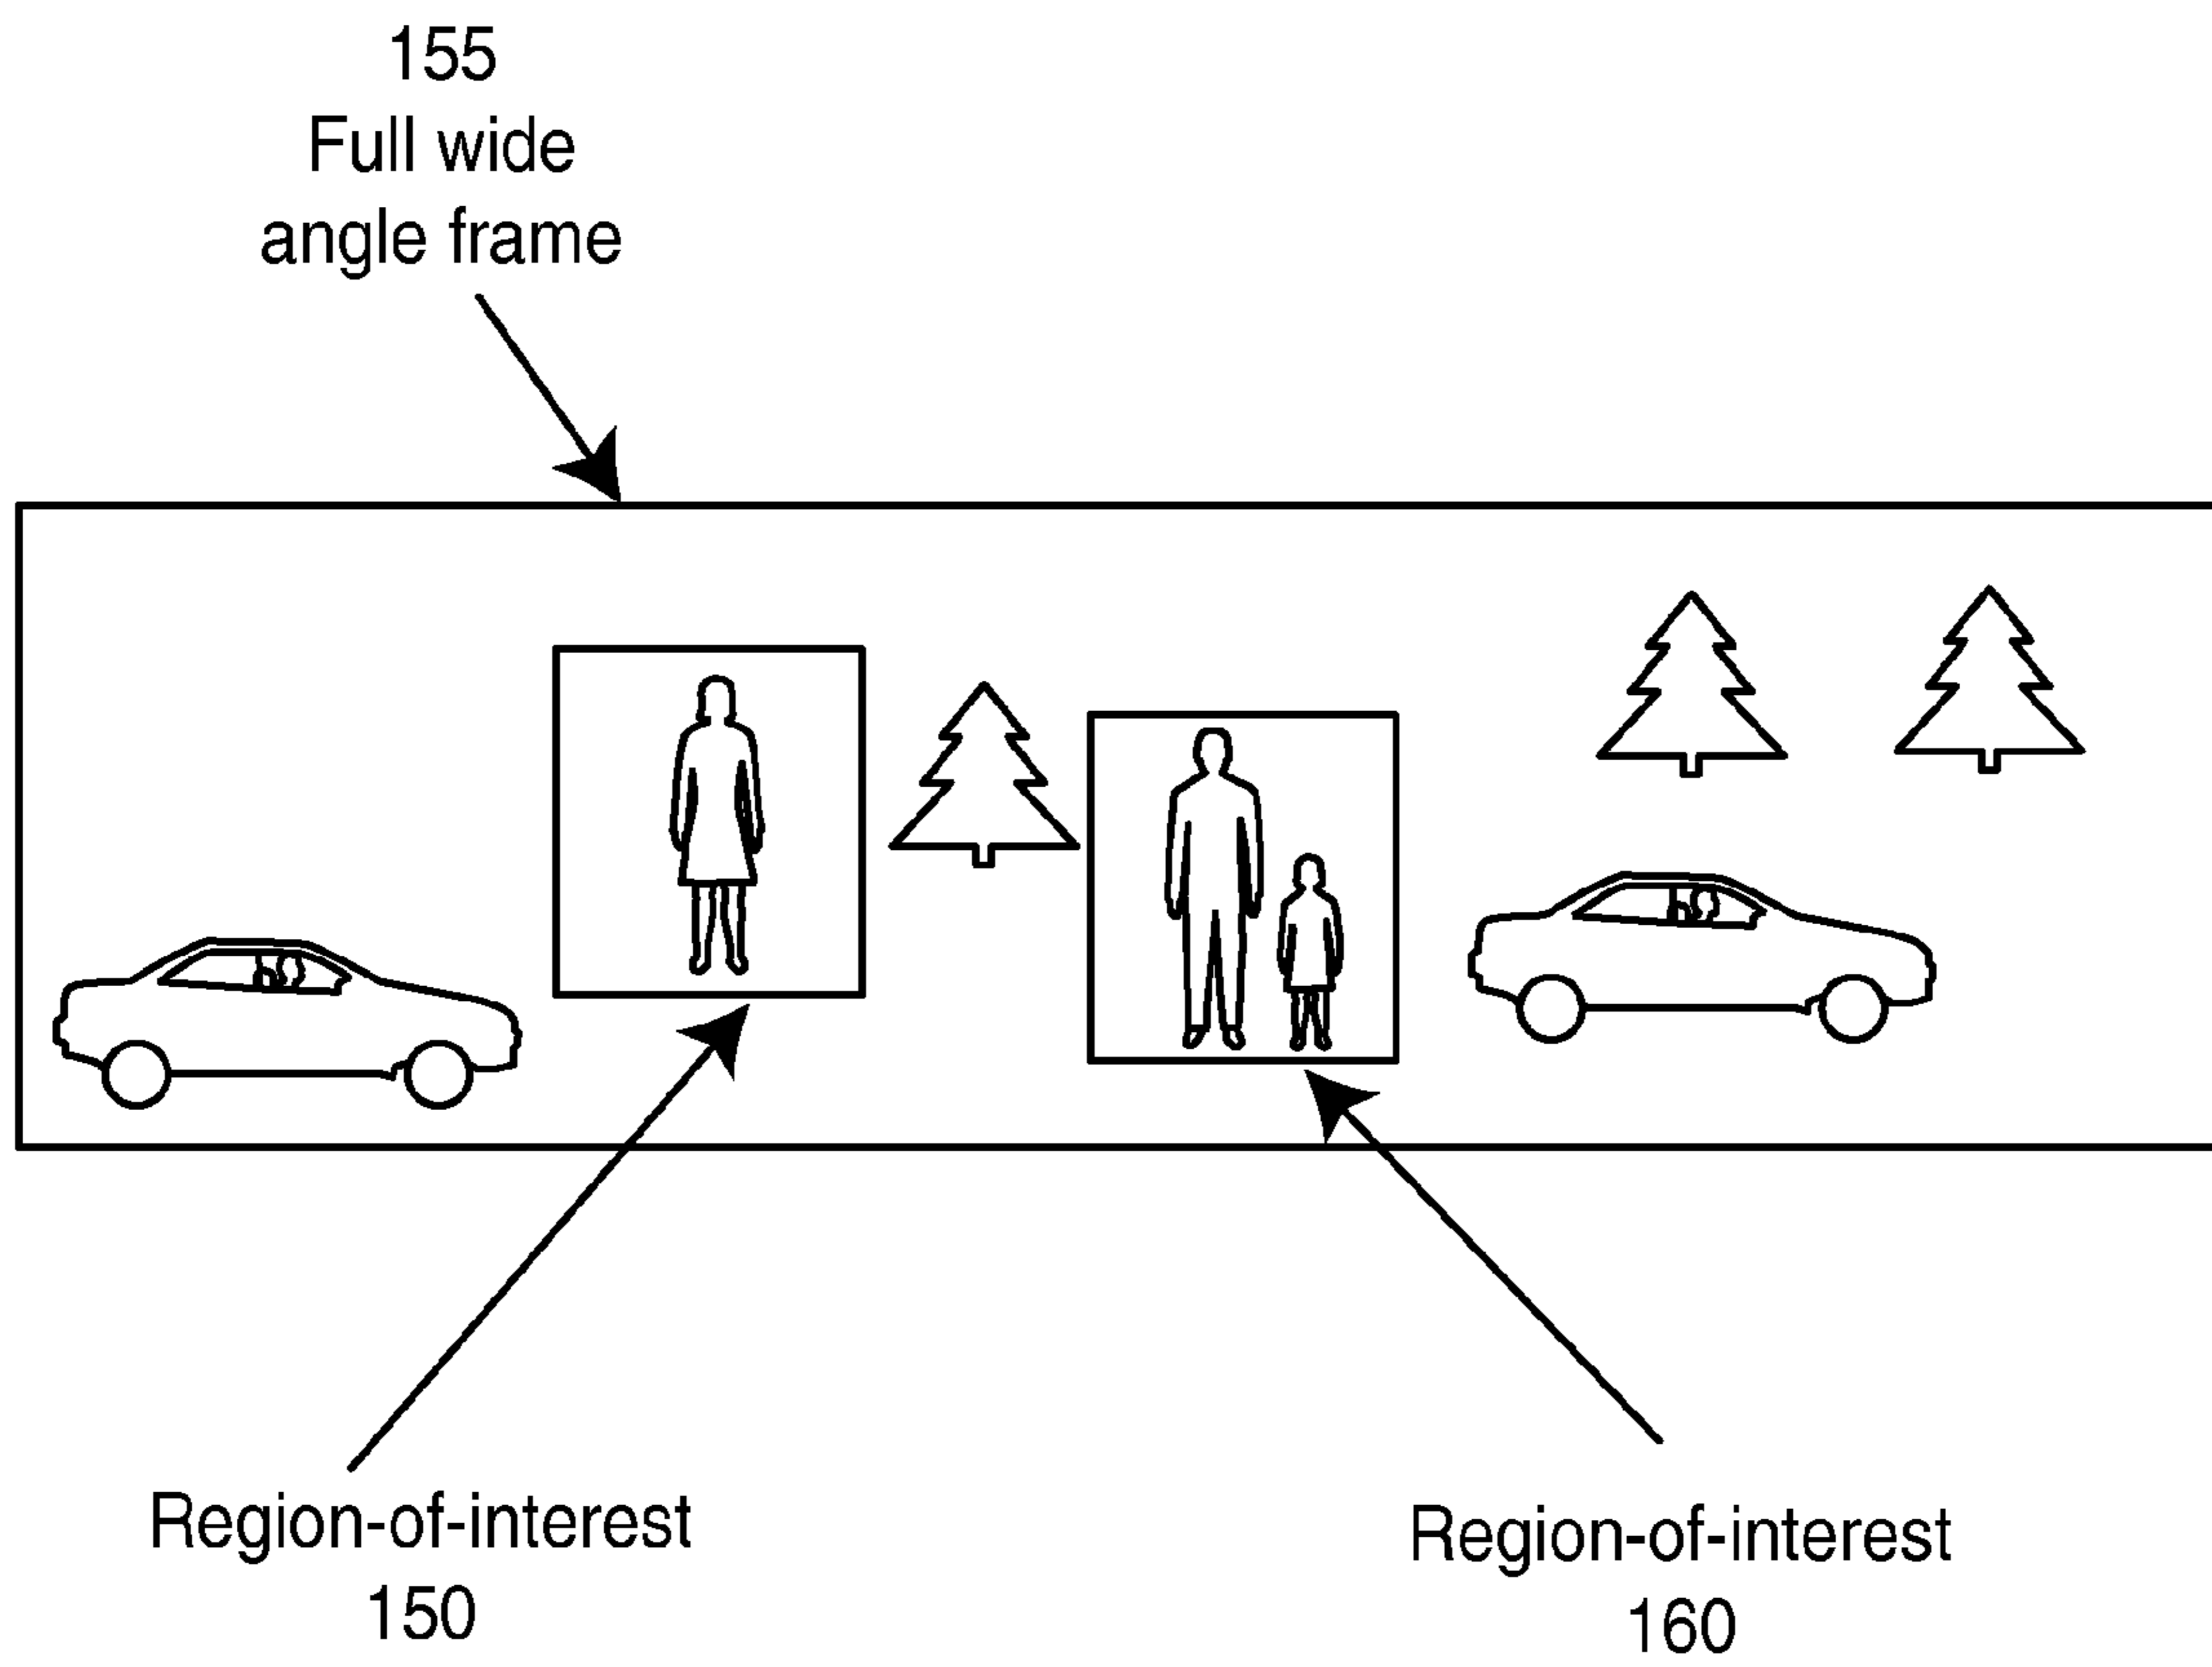 155
Full wide
angle frame
Region-of-interest
150
Region-of-interest
160